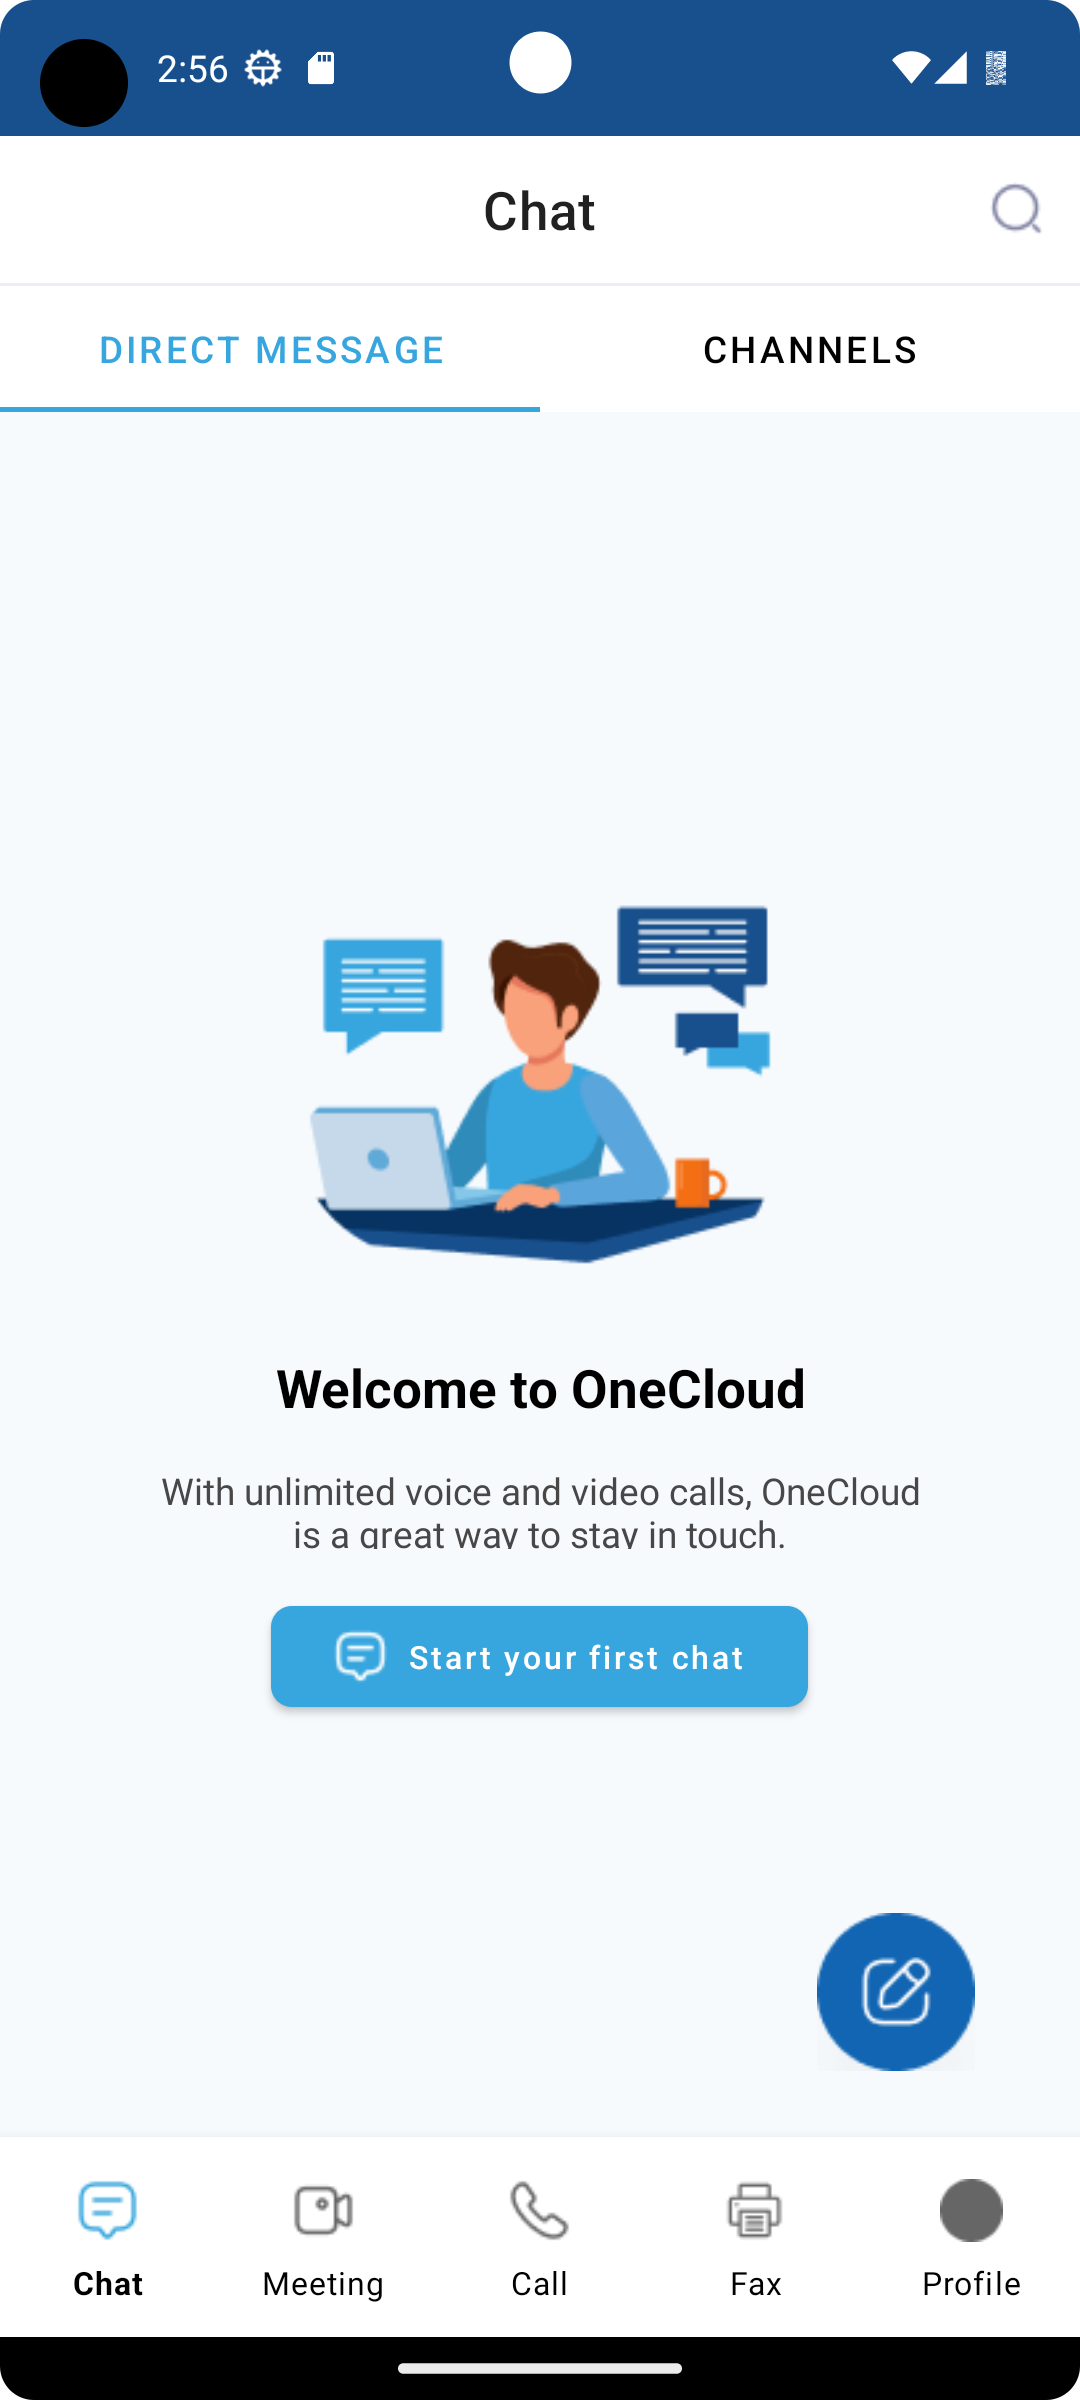 2:56
Chat
DIRECT MESSAGE
CHANNELS
Welcome to OneCloud
With unlimited voice and video calls, OneCloud
is a great way to stay in touch.
Start your first chat
Chat
Meeting
Call
Fax
Profile